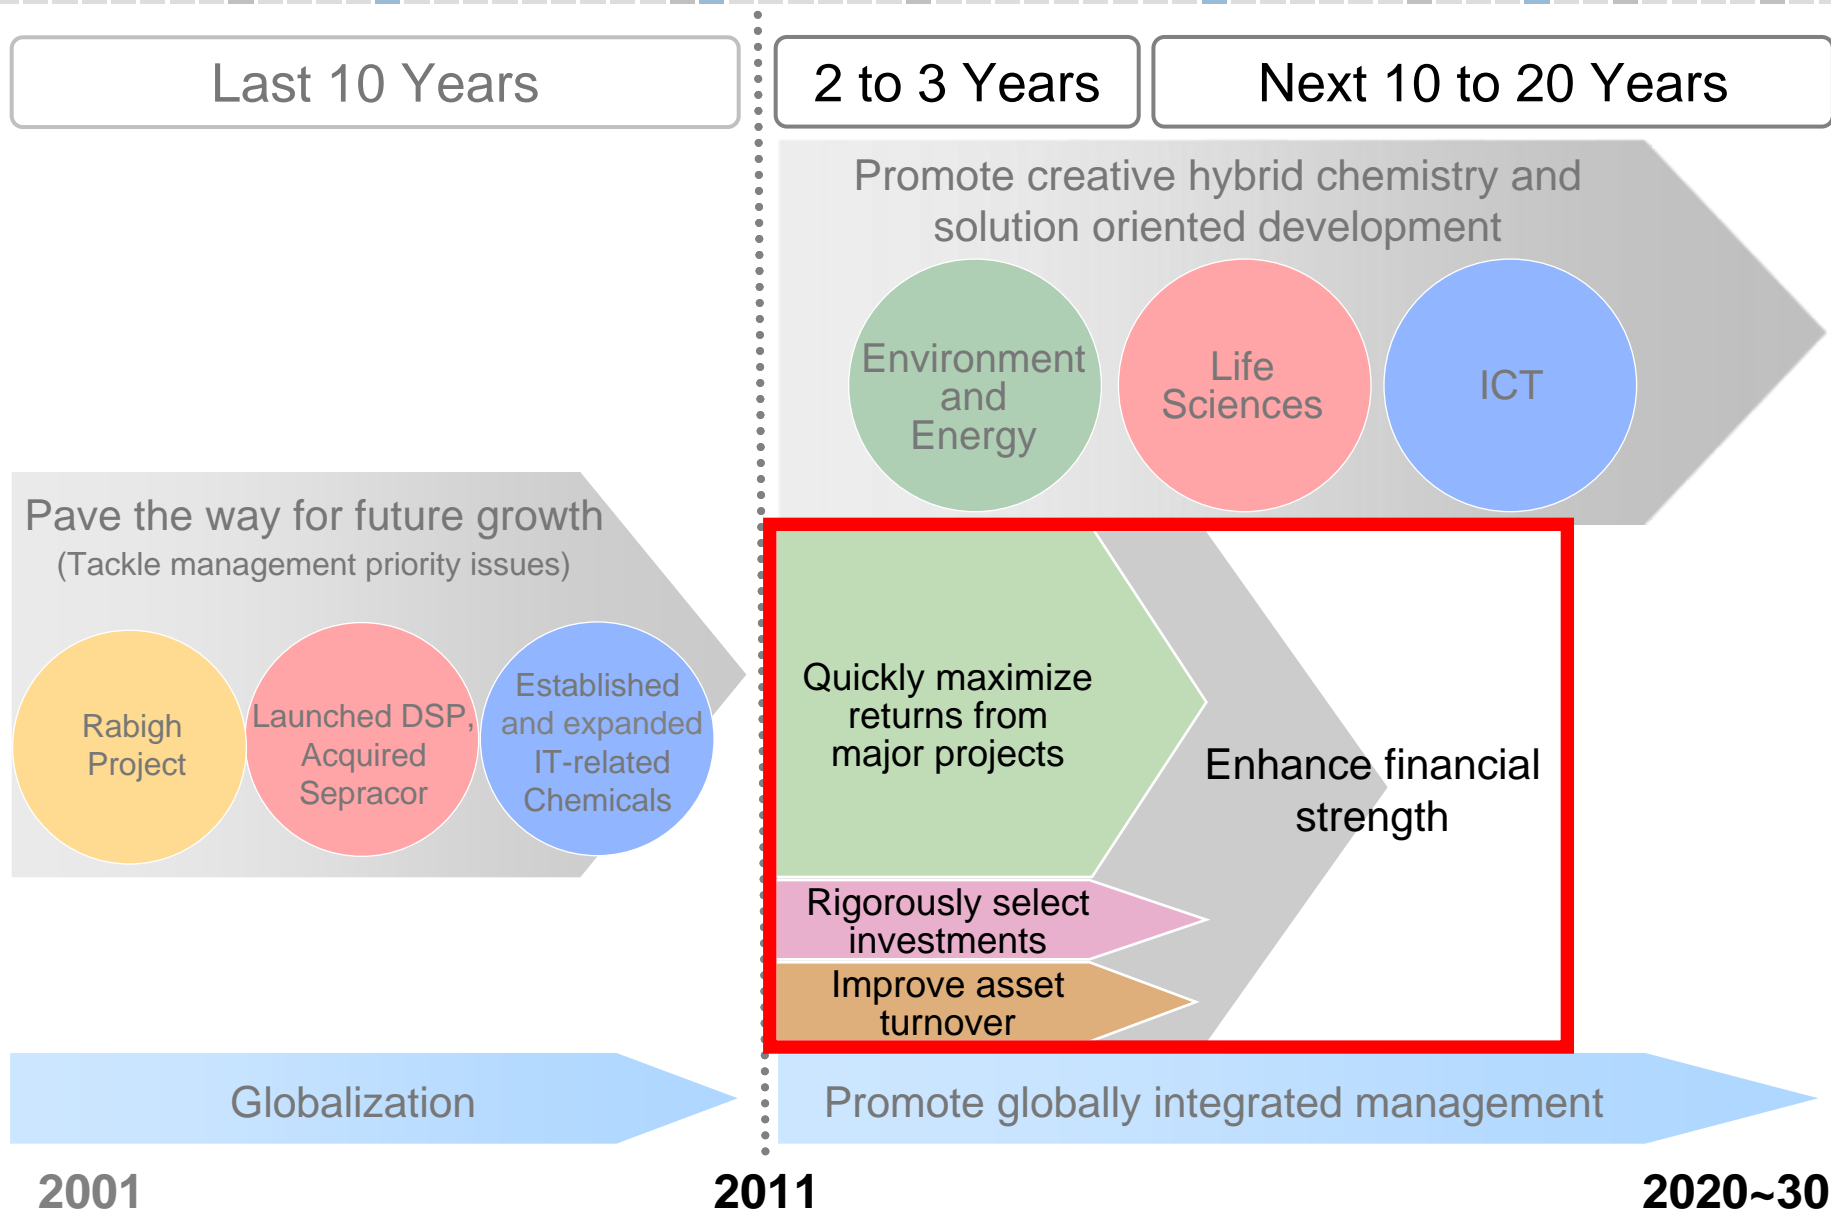 Last 10 Years
2 to 3 Years
Next 10 to 20 Years
Promote creative hybrid chemistry and
solution oriented development
Environment
and
Energy
Life
Sciences
ICT
Pave the way for future growth
(Tackle management priority issues)
Rabigh
Project
Launched DSP,
Acquired
Sepracor
Established
and expanded
IT-related
Chemicals
Quickly maximize
returns from
major projects
Enhance financial
strength
Rigorously select
investments
Improve asset
turnover
Globalization
Promote globally integrated management
2001
2011
2020~30